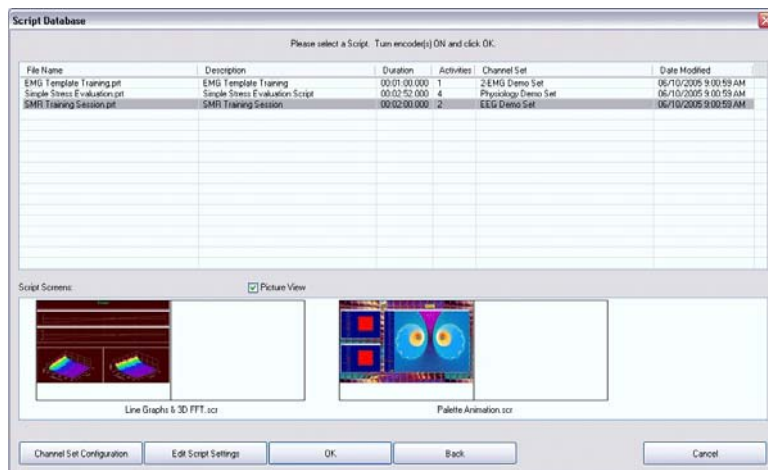 Script Database
Please select a Script. Turn encoder(s) ON and click OK.
File Name Description Duration Activities Channel Set Date Modified
EMG Template Training.prt EMG Template Training 00:01:00.000 1 2-EMG Demo Set 06/10/2005 9:00:59 AM
Simple Stress Evaluation.prt Simple Stress Evaluation Script 00:02:52.000 4 Physiology Demo Set 06/10/2005 9:00:59 AM
SMR Training Session.prt SMR Training Session 00:02:00.000 2 EEG Demo Set 06/10/2005 9:00:59 AM
Script Screens: Picture View
Line Graphs & 3D FFT.scr Palette Animation.scr
Channel Set Configuration Edit Script Settings OK Back Cancel